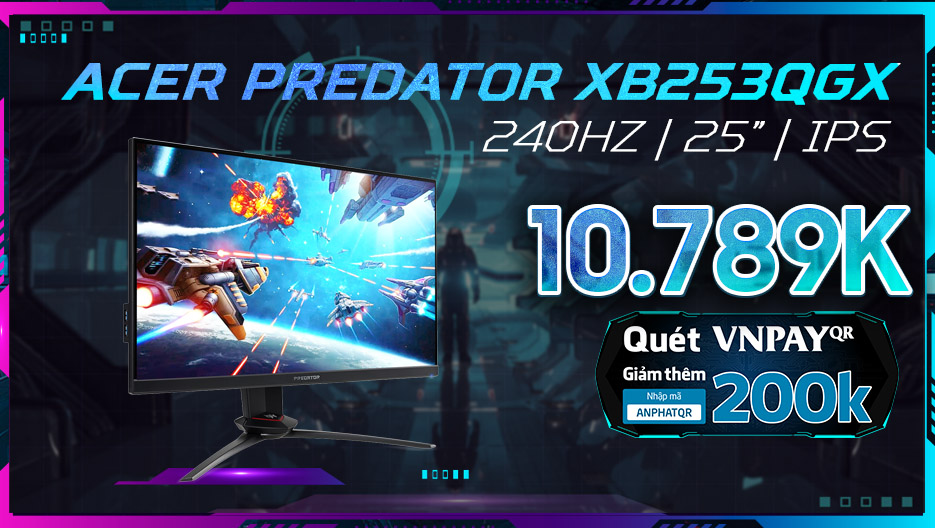 ACER PREDATOR XB253QGX
240HZ | 25" | IPS
10.789K
Quét VNPAYQR
Giảm thêm
200k
Nhập mã
ANPHATQR
PREDATOR